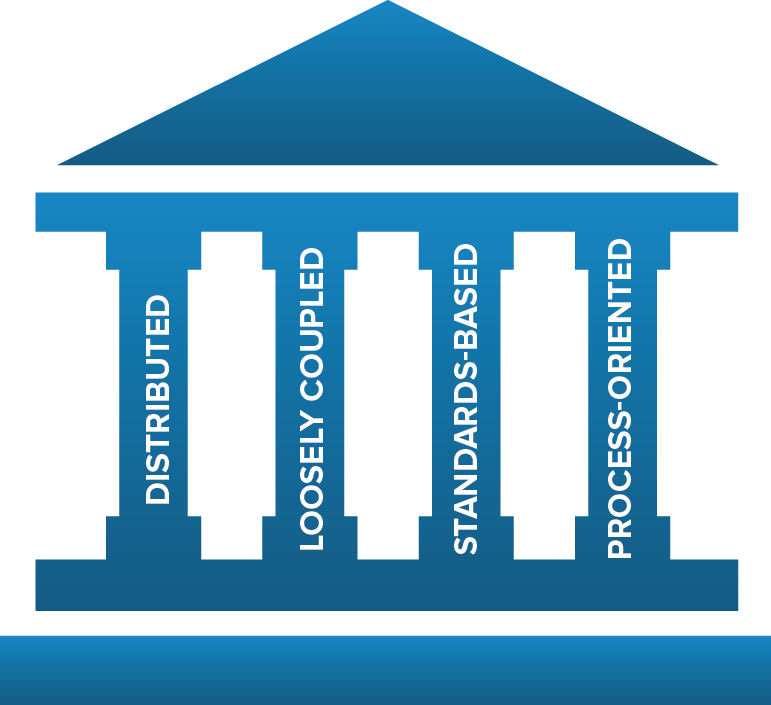 DISTRIBUTED
LOOSELY COUPLED
STANDARDS-BASED
PROCESS-ORIENTED